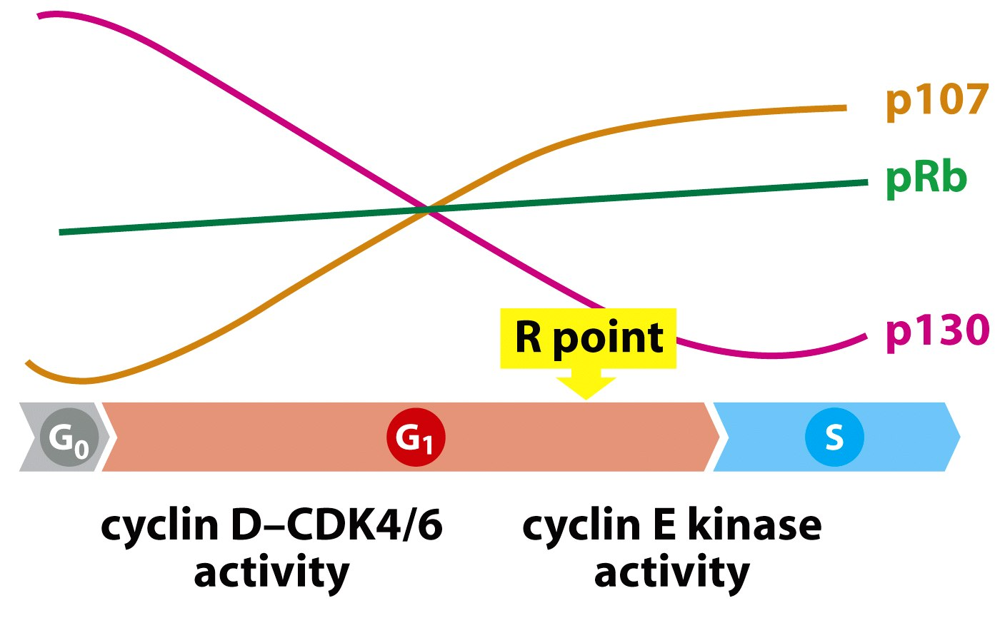 p107
pRb
p130
R point
G0
G1
S
cyclin D–CDK4/6
activity
cyclin E kinase
activity